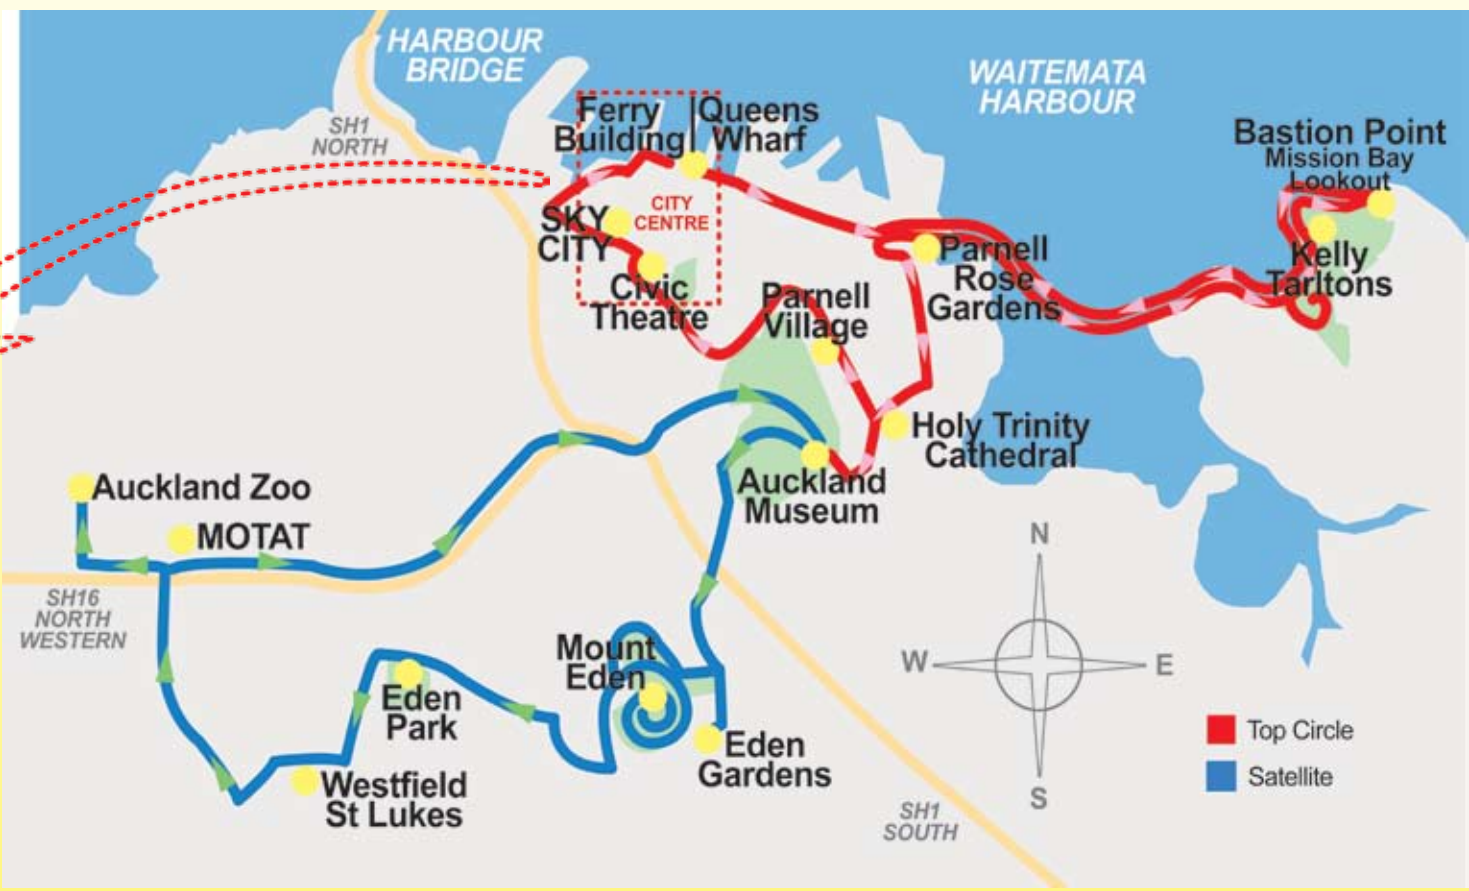 HARBOUR
BRIDGE
WAITEMATA
HARBOUR
SH1
NORTH
Ferry
Building
Queens
Wharf
Bastion Point
Mission Bay
Lookout
CITY
CENTRE
SKY
CITY
Kelly
Tarltons
Parnell
Rose
Gardens
Civic
Theatre
Parnell
Village
Holy Trinity
Cathedral
Auckland Zoo
Auckland
Museum
MOTAT
SH16
NORTH
WESTERN
Mount
Eden
Eden
Park
Eden
Gardens
Westfield
St Lukes
N
W
E
S
Top Circle
Satellite
SH1
SOUTH